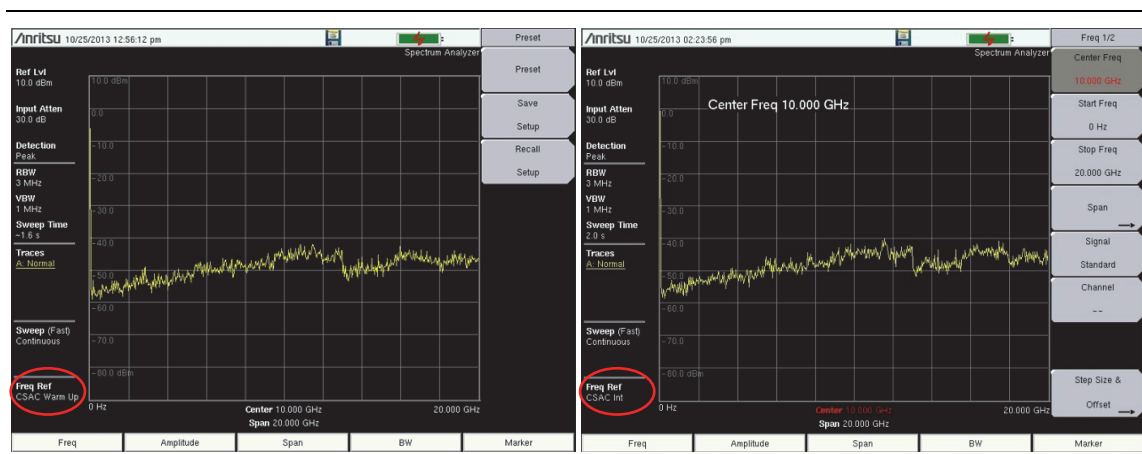 Anritsu 10/25/2013 12:56:12 pm
Spectrum Analyzer
Ref Lvl
10.0 dBm
Input Atten
30.0 dB
Detection
Peak
RBW
3 MHz
VBW
1 MHz
Sweep Time
~1.6 s
Traces
A: Normal
Sweep (Fast)
Continuous
Freq Ref
CSAC Warm Up
10.0 dBm
0.0
-10.0
-20.0
-30.0
-40.0
-50.0
-60.0
-70.0
-80.0 dBm
0 Hz
Center 10.000 GHz
20.000 GHz
Span 20.000 GHz
Preset
Preset
Save
Setup
Recall
Setup
Freq
Amplitude
Span
BW
Marker
Anritsu 10/25/2013 02:23:56 pm
Spectrum Analyzer
Ref Lvl
10.0 dBm
Input Atten
30.0 dB
Detection
Peak
RBW
3 MHz
VBW
1 MHz
Sweep Time
2.0 s
Traces
A: Normal
Sweep (Fast)
Continuous
Freq Ref
CSAC Int
10.0 dBm
Center Freq 10.000 GHz
0.0
-10.0
-20.0
-30.0
-40.0
-50.0
-60.0
-70.0
-80.0 dBm
0 Hz
Center 10.000 GHz
20.000 GHz
Span 20.000 GHz
Freq 1/2
Center Freq
10.000 GHz
Start Freq
0 Hz
Stop Freq
20.000 GHz
Span
Signal
Standard
Channel
--
Step Size &
Offset
Freq
Amplitude
Span
BW
Marker